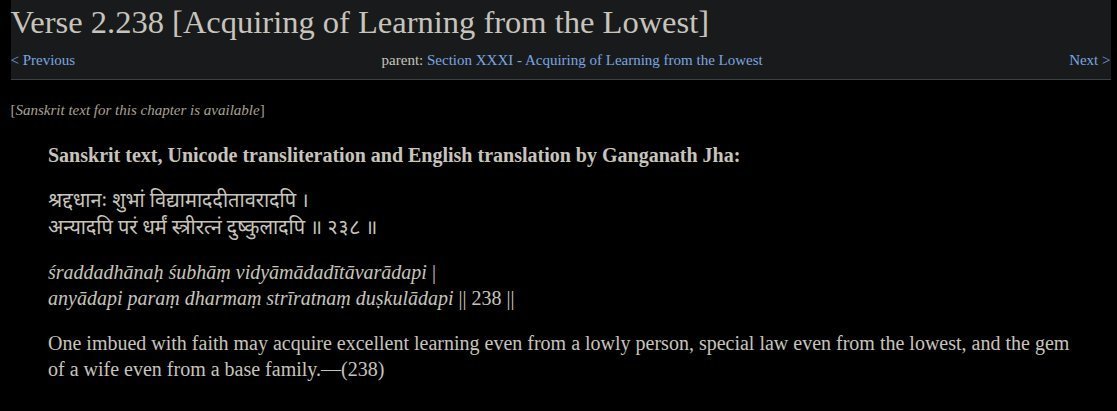 Verse 2.238 [Acquiring of Learning from the Lowest]
< Previous parent: Section XXXI - Acquiring of Learning from the Lowest Next >
[Sanskrit text for this chapter is available]
Sanskrit text, Unicode transliteration and English translation by Ganganath Jha:
श्रद्दधानः शुभां विद्यामाददीतावरादपि ।
अन्यादपि परं धर्मं स्त्रीरत्नं दुष्कुलादपि ॥ २३८ ॥
śraddadhānaḥ śubhāṃ vidyāmādadītāvarādapi |
anyādapi paraṃ dharmaṃ strīratnaṃ duṣkulādapi || 238 ||
One imbued with faith may acquire excellent learning even from a lowly person, special law even from the lowest, and the gem
of a wife even from a base family.—(238)